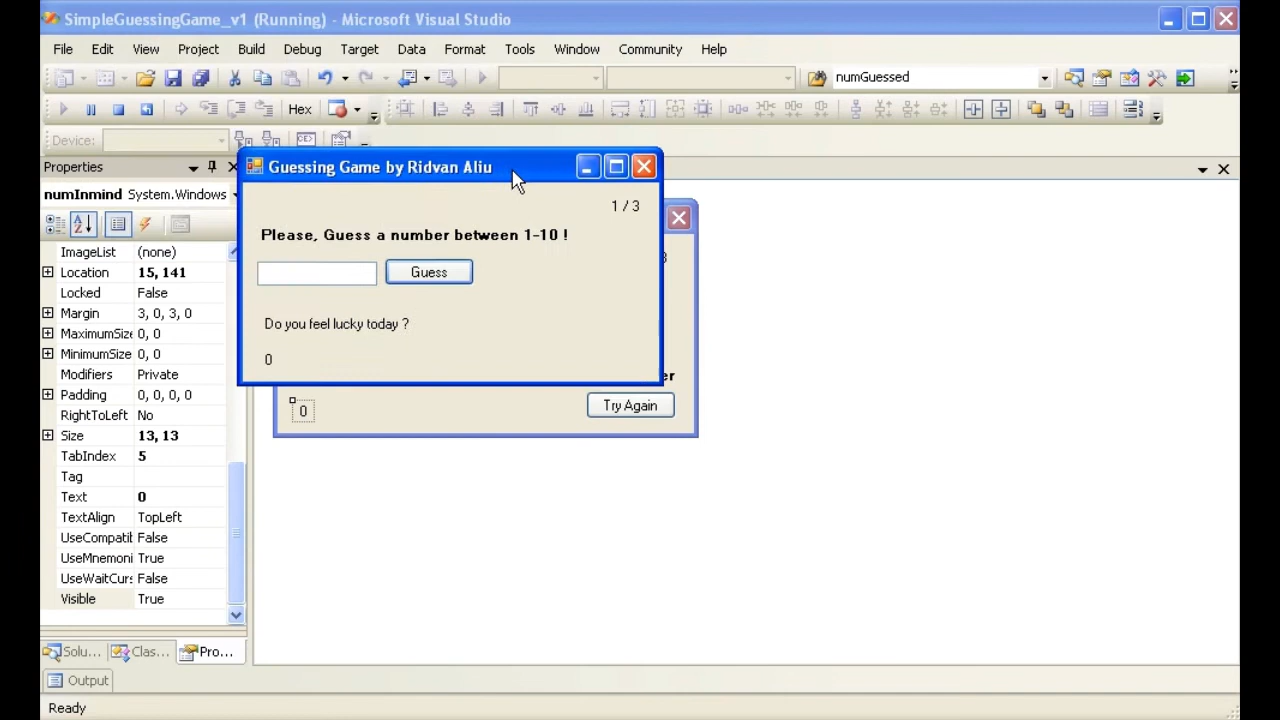 SimpleGuessingGame_v1 (Running) - Microsoft Visual Studio
File Edit View Project Build Debug Target Data Format Tools Window Community Help
numGuessed
Hex
Device:
Properties
numInmind System.Windows
ImageList (none)
Location 15, 141
Locked False
Margin 3, 0, 3, 0
MaximumSize 0, 0
MinimumSize 0, 0
Modifiers Private
Padding 0, 0, 0, 0
RightToLeft No
Size 13, 13
TabIndex 5
Tag
Text 0
TextAlign TopLeft
UseCompatit False
UseMnemoni True
UseWaitCurs False
Visible True
Solu... Clas... Pro...
Output
Ready
Guessing Game by Ridvan Aliu
1 / 3
Please, Guess a number between 1-10 !
Guess
Do you feel lucky today ?
0
3
er
0
Try Again